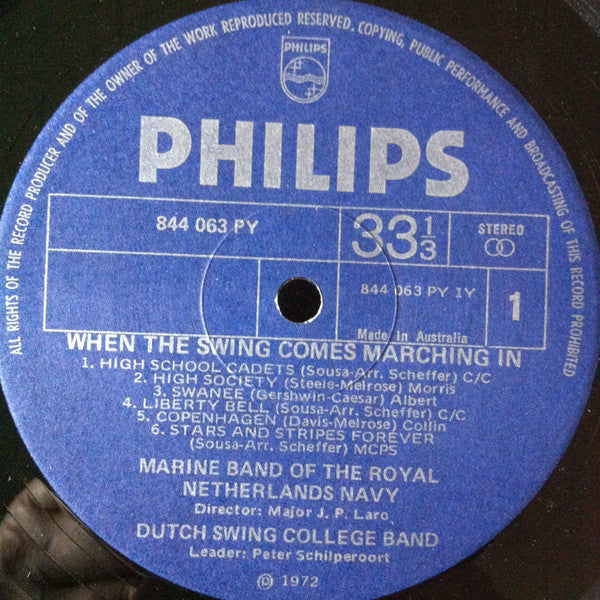 ALL RIGHTS OF THE RECORD PRODUCER AND OF THE OWNER OF THE WORK REPRODUCED RESERVED. COPYING, PUBLIC PERFORMANCE AND BROADCASTING OF THIS RECORD PROHIBITED
PHILIPS
PHILIPS
844 063 PY
33 1/3
STEREO
844 063 PY 1Y
1
Made in Australia
WHEN THE SWING COMES MARCHING IN
1. HIGH SCHOOL CADETS (Sousa-Arr. Scheffer) C/C
2. HIGH SOCIETY (Steele-Melrose) Morris
3. SWANEE (Gershwin-Caesar) Albert
4. LIBERTY BELL (Sousa-Arr. Scheffer) C/C
5. COPENHAGEN (Davis-Melrose) Collin
6. STARS AND STRIPES FOREVER
(Sousa-Arr. Scheffer) MCPS
MARINE BAND OF THE ROYAL
NETHERLANDS NAVY
Director: Major J. P. Laro
DUTCH SWING COLLEGE BAND
Leader: Peter Schilperoort
Ⓟ 1972